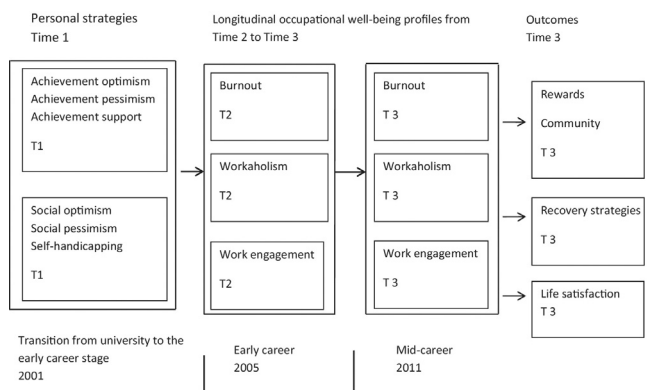 Personal strategies
Time 1
Longitudinal occupational well-being profiles from
Time 2 to Time 3
Outcomes
Time 3
Achievement optimism
Achievement pessimism
Achievement support
T1
Social optimism
Social pessimism
Self-handicapping
T1
Burnout
T2
Workaholism
T2
Work engagement
T2
Burnout
T 3
Workaholism
T 3
Work engagement
T 3
Rewards
Community
T 3
Recovery strategies
T 3
Life satisfaction
T 3
Transition from university to the
early career stage
2001
Early career
2005
Mid-career
2011